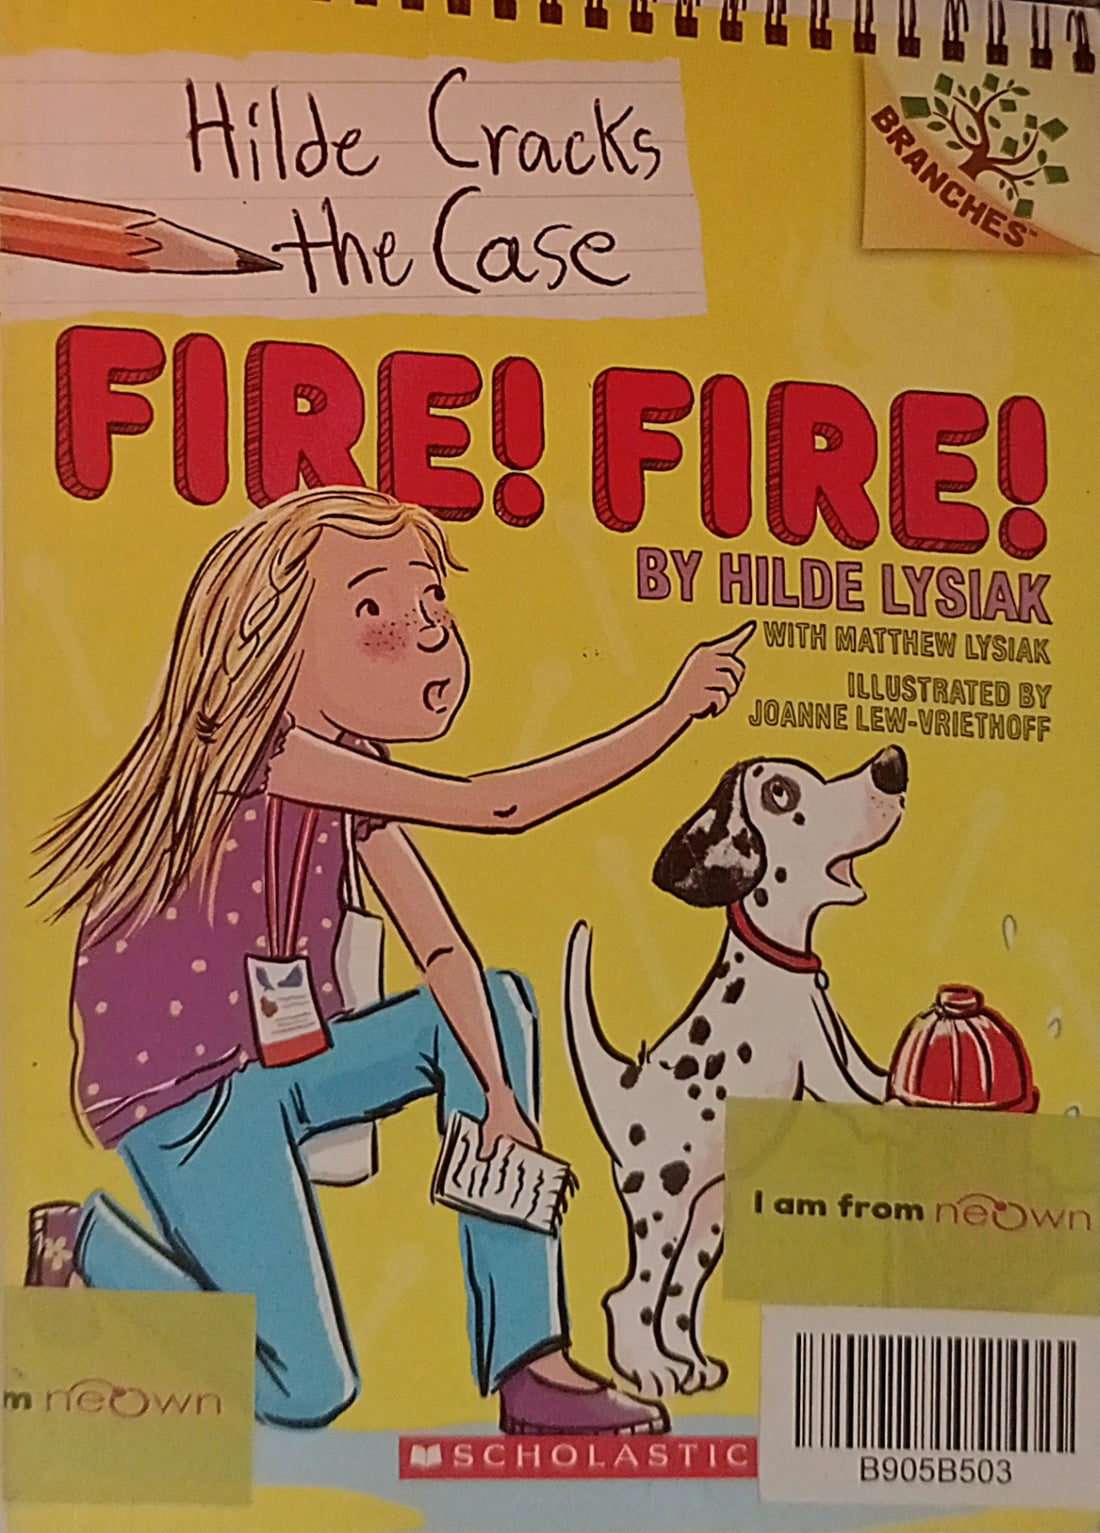 Hilde Cracks
the Case
BRANCHES™
FIRE! FIRE!
BY HILDE LYSIAK
WITH MATTHEW LYSIAK
ILLUSTRATED BY
JOANNE LEW-VRIETHOFF
I am from neown
m neown
SCHOLASTIC
B905B503